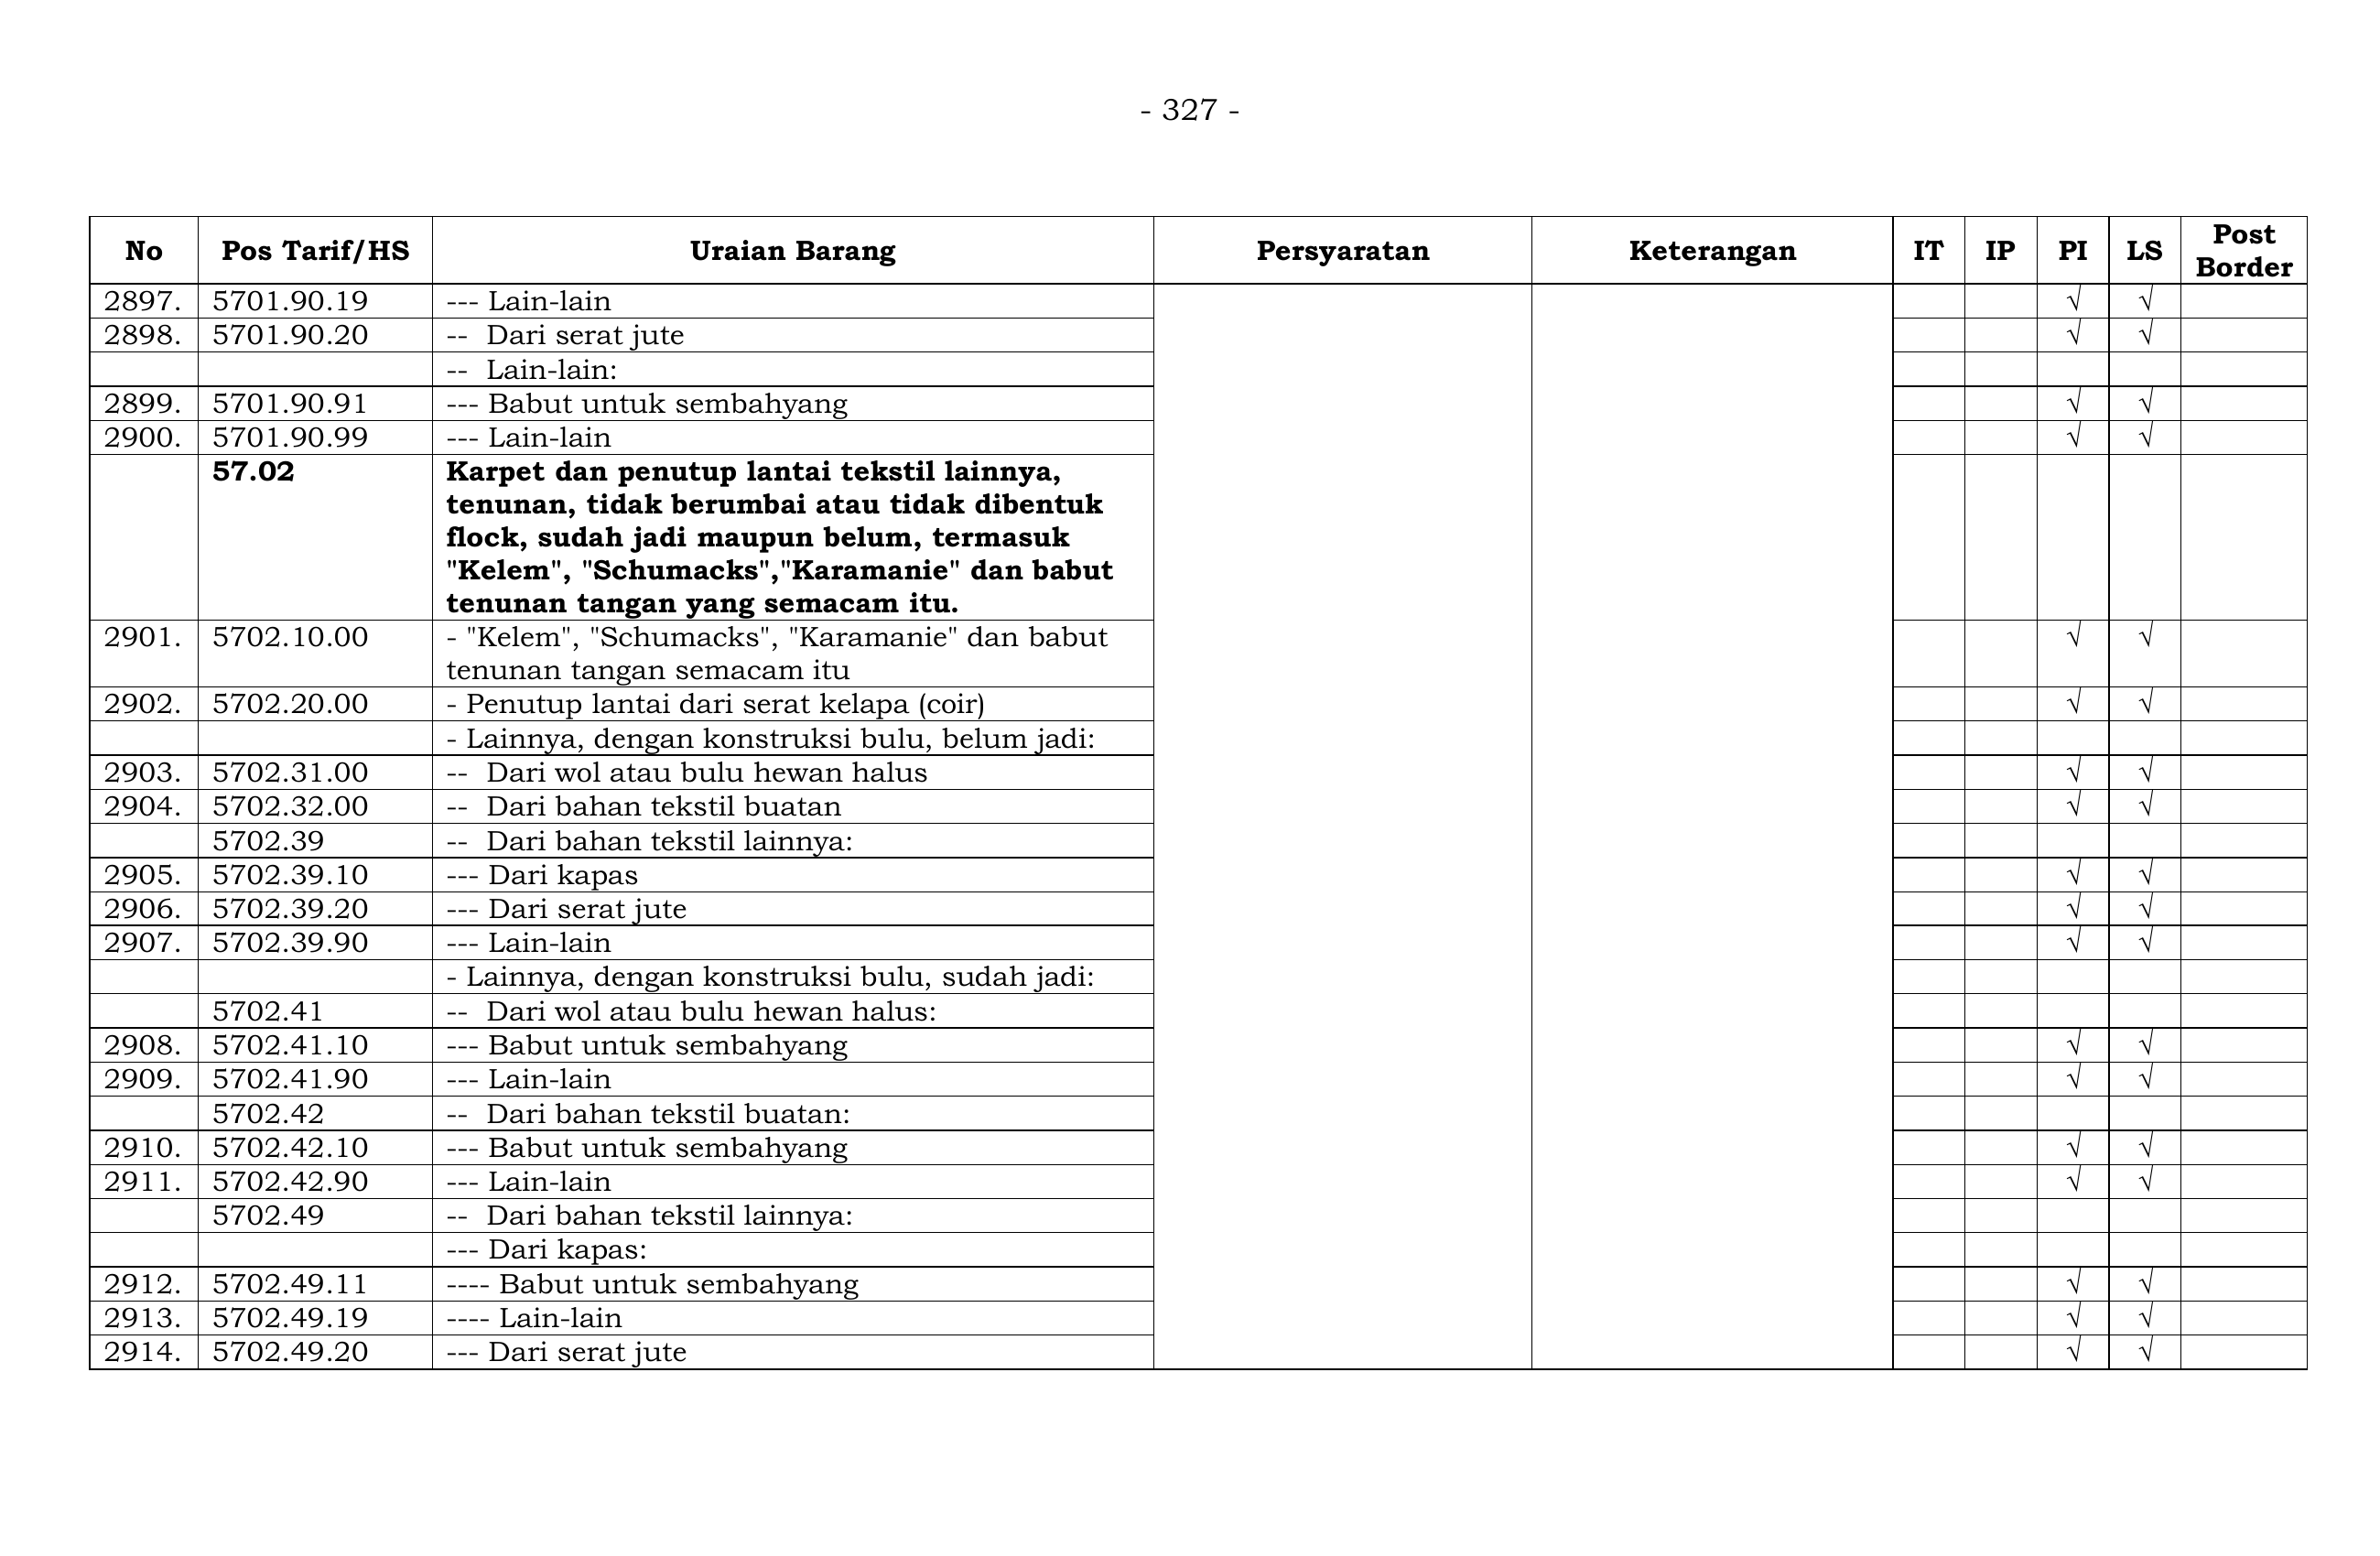 - 327 -
No Pos Tarif/HS Uraian Barang Persyaratan Keterangan IT IP PI LS Post Border
2897. 5701.90.19 --- Lain-lain √ √
2898. 5701.90.20 -- Dari serat jute √ √
-- Lain-lain:
2899. 5701.90.91 --- Babut untuk sembahyang √ √
2900. 5701.90.99 --- Lain-lain √ √
57.02 Karpet dan penutup lantai tekstil lainnya,
tenunan, tidak berumbai atau tidak dibentuk
flock, sudah jadi maupun belum, termasuk
"Kelem", "Schumacks","Karamanie" dan babut
tenunan tangan yang semacam itu.
2901. 5702.10.00 - "Kelem", "Schumacks", "Karamanie" dan babut √ √
tenunan tangan semacam itu
2902. 5702.20.00 - Penutup lantai dari serat kelapa (coir) √ √
- Lainnya, dengan konstruksi bulu, belum jadi:
2903. 5702.31.00 -- Dari wol atau bulu hewan halus √ √
2904. 5702.32.00 -- Dari bahan tekstil buatan √ √
5702.39 -- Dari bahan tekstil lainnya:
2905. 5702.39.10 --- Dari kapas √ √
2906. 5702.39.20 --- Dari serat jute √ √
2907. 5702.39.90 --- Lain-lain √ √
- Lainnya, dengan konstruksi bulu, sudah jadi:
5702.41 -- Dari wol atau bulu hewan halus:
2908. 5702.41.10 --- Babut untuk sembahyang √ √
2909. 5702.41.90 --- Lain-lain √ √
5702.42 -- Dari bahan tekstil buatan:
2910. 5702.42.10 --- Babut untuk sembahyang √ √
2911. 5702.42.90 --- Lain-lain √ √
5702.49 -- Dari bahan tekstil lainnya:
--- Dari kapas:
2912. 5702.49.11 ---- Babut untuk sembahyang √ √
2913. 5702.49.19 ---- Lain-lain √ √
2914. 5702.49.20 --- Dari serat jute √ √